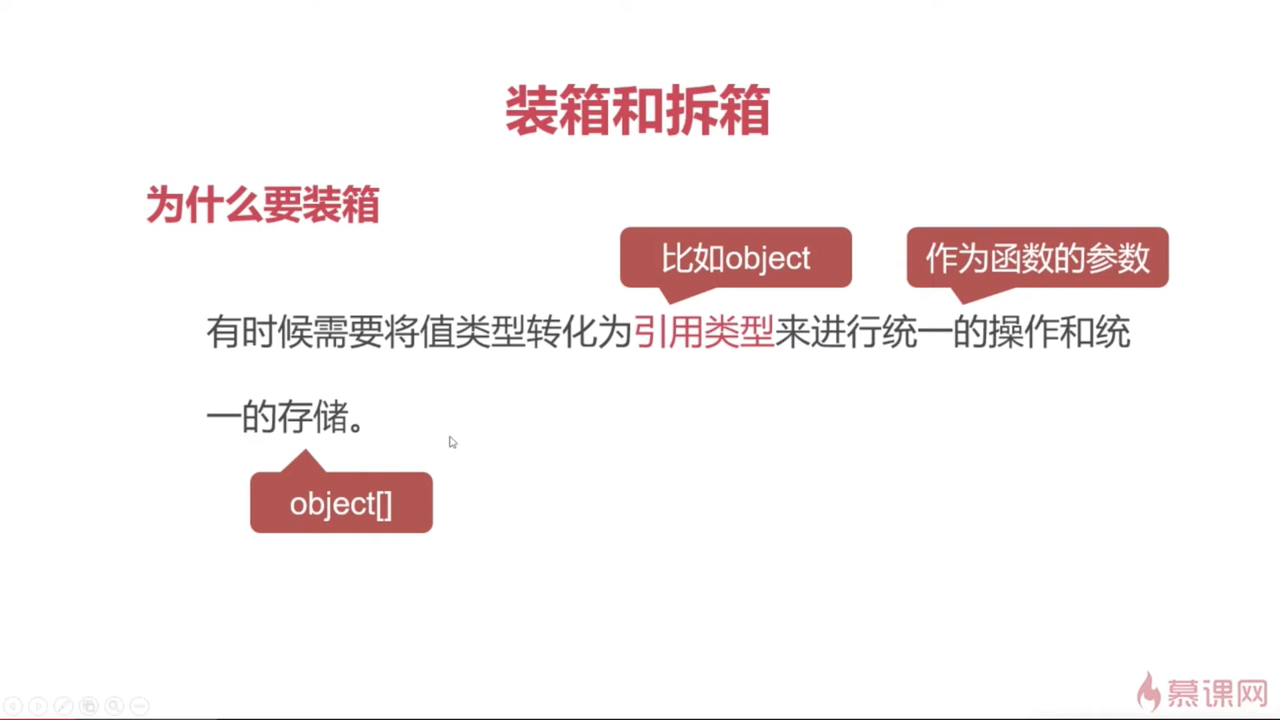 装箱和拆箱
为什么要装箱
比如object
作为函数的参数
有时候需要将值类型转化为引用类型来进行统一的操作和统
一的存储。
object[]
慕课网